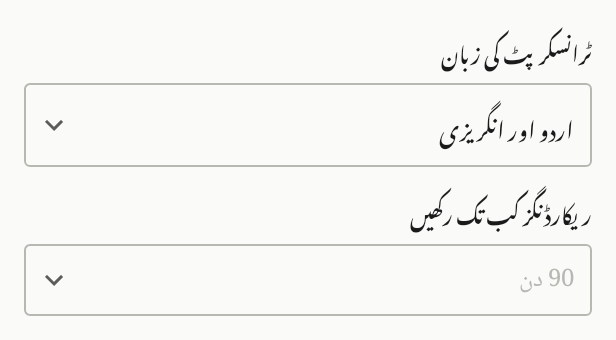 ٹرانسکرپٹ کی زبان
اردو اور انگریزی
ریکارڈنگز کب تک رکھیں
90 دن